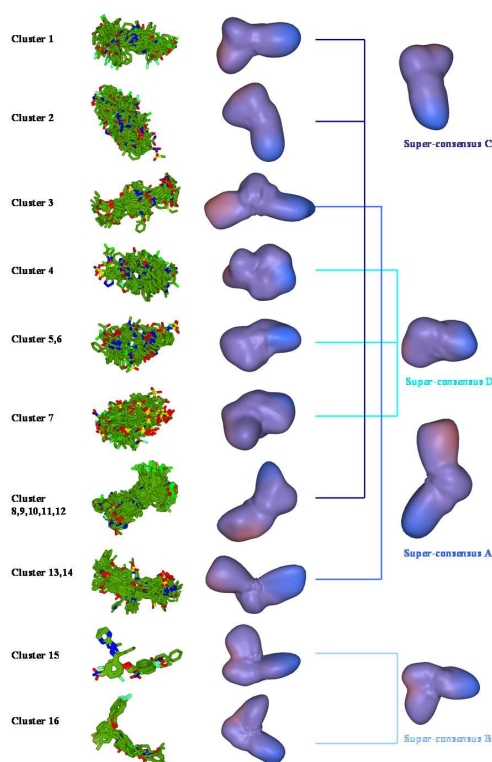 Cluster 1
Super-consensus C
Cluster 2
Cluster 3
Cluster 4
Cluster 5,6
Super-consensus D
Cluster 7
Cluster
8,9,10,11,12
Super-consensus A
Cluster 13,14
Cluster 15
Cluster 16
Super-consensus B